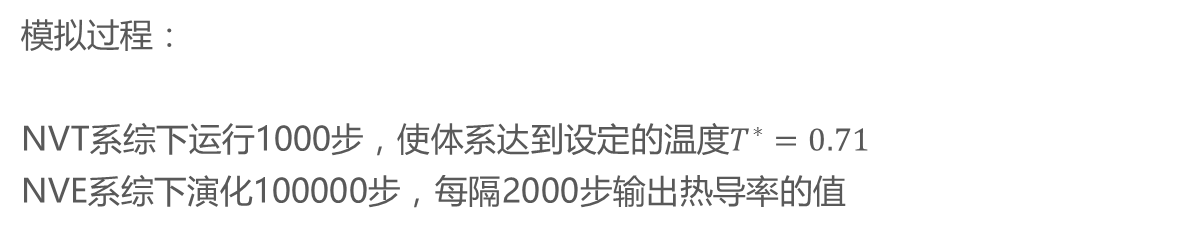 模拟过程：
NVT系综下运行1000步，使体系达到设定的温度T* = 0.71
NVE系综下演化100000步，每隔2000步输出热导率的值